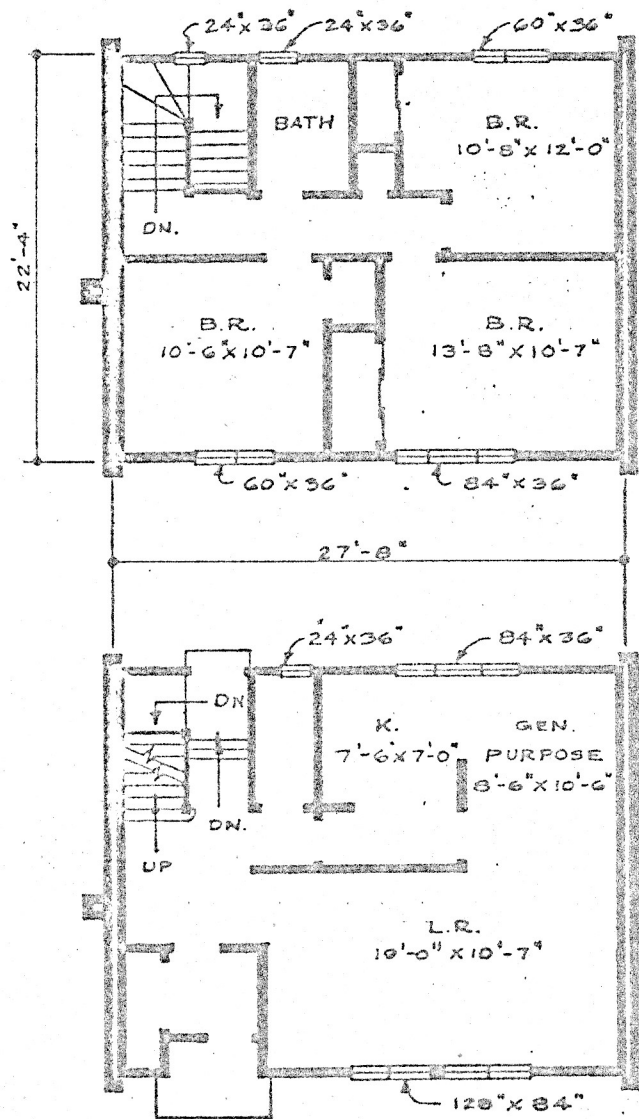 24"x36"
24"x36"
60"x36"
BATH
B.R.
10'-8"x12'-0"
DN.
22'-4"
B.R.
10'-6"x10'-7"
B.R.
13'-8"x10'-7"
60"x36"
84"x36"
27'-8"
24"x36"
84"x36"
DN
K.
7'-6"x7'-0"
GEN.
PURPOSE
8'-6"x10'-6"
DN.
UP
L.R.
19'-0"x10'-7"
128"x84"